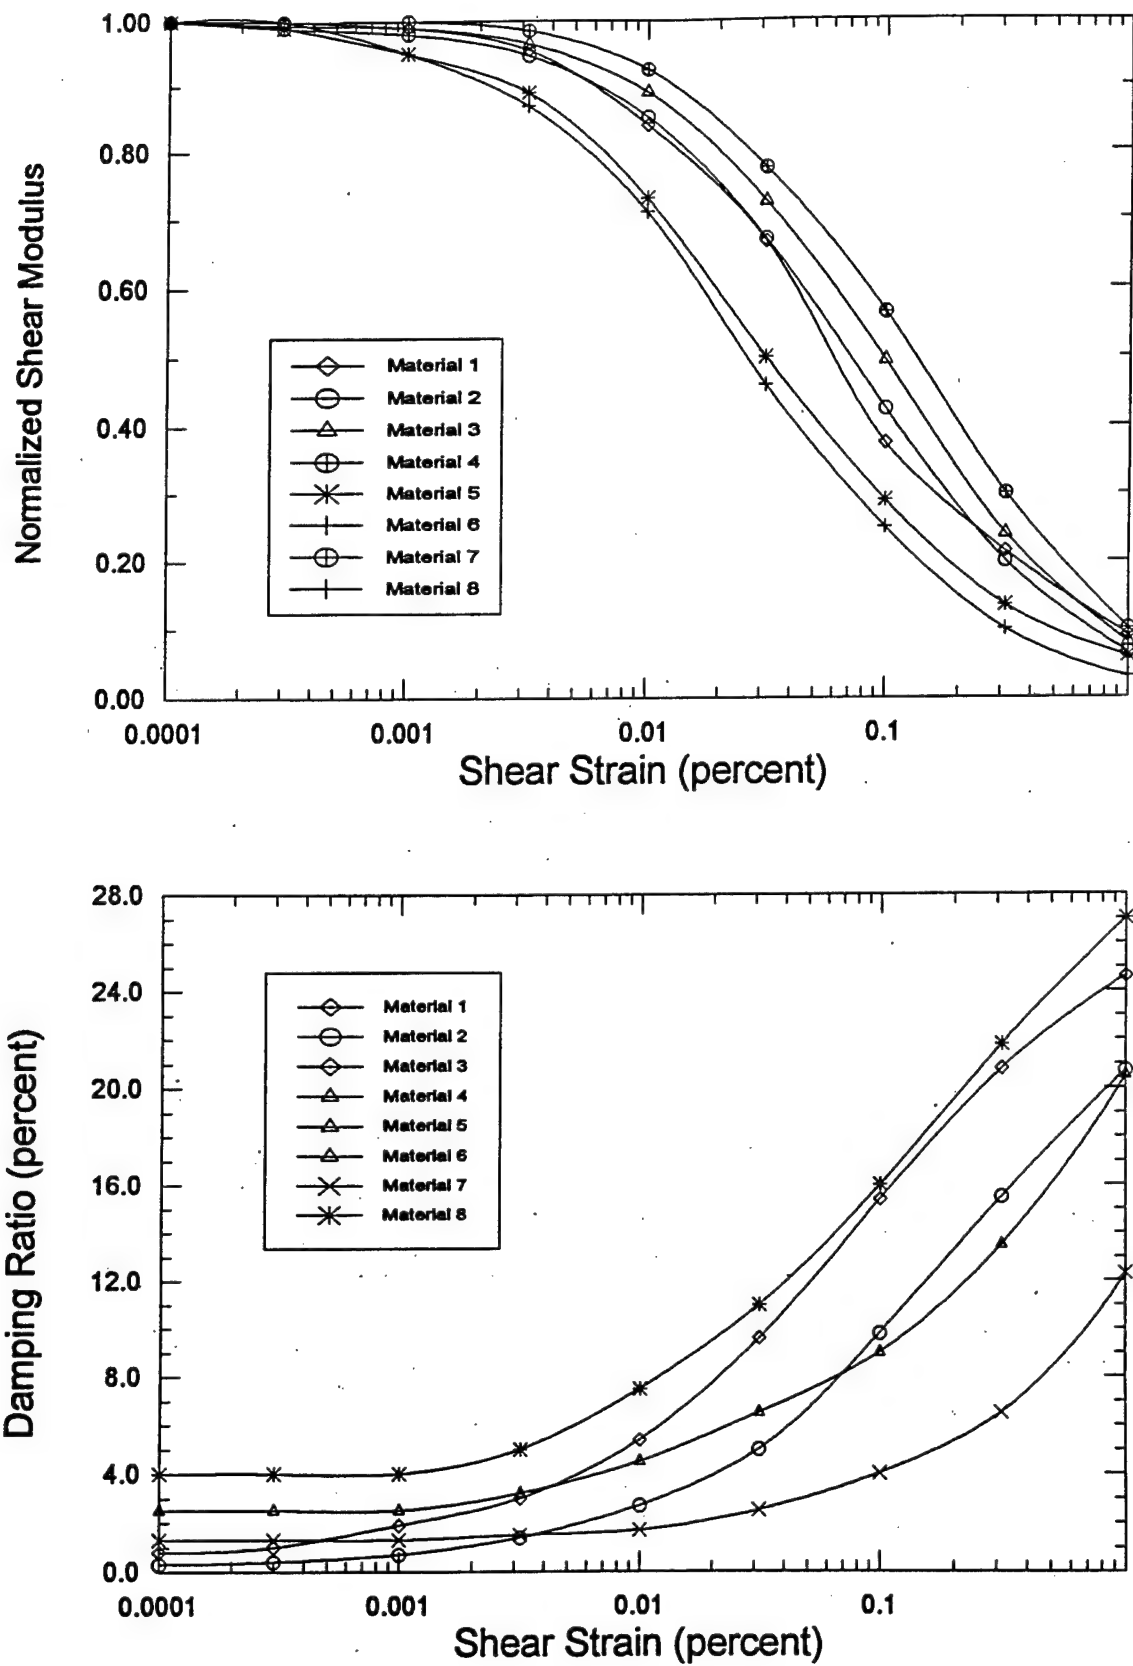 1.00
0.80
0.60
0.40
0.20
0.00
Normalized Shear Modulus
Material 1
Material 2
Material 3
Material 4
Material 5
Material 6
Material 7
Material 8
0.0001 0.001 0.01 0.1
Shear Strain (percent)
28.0
24.0
20.0
16.0
12.0
8.0
4.0
0.0
Damping Ratio (percent)
Material 1
Material 2
Material 3
Material 4
Material 5
Material 6
Material 7
Material 8
0.0001 0.001 0.01 0.1
Shear Strain (percent)